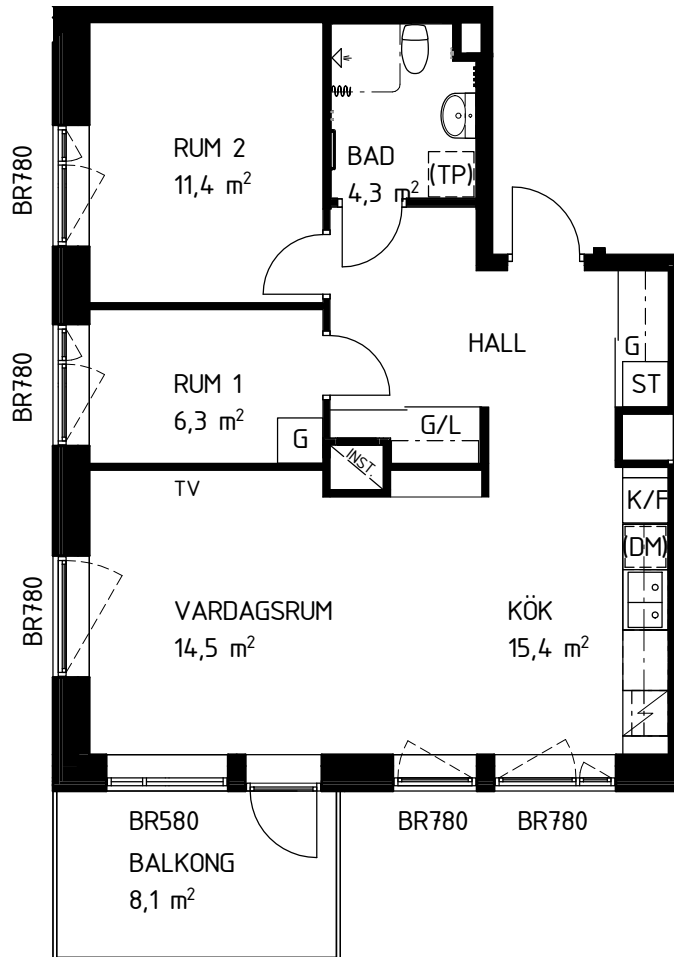 RUM 2
11,4 m²
BAD
4,3 m²
(TP)
BR780
HALL
G
ST
BR780
RUM 1
6,3 m²
G
G/L
INST.
TV
K/F
(DM)
BR780
VARDAGSRUM
14,5 m²
KÖK
15,4 m²
BR580
BR780
BR780
BALKONG
8,1 m²